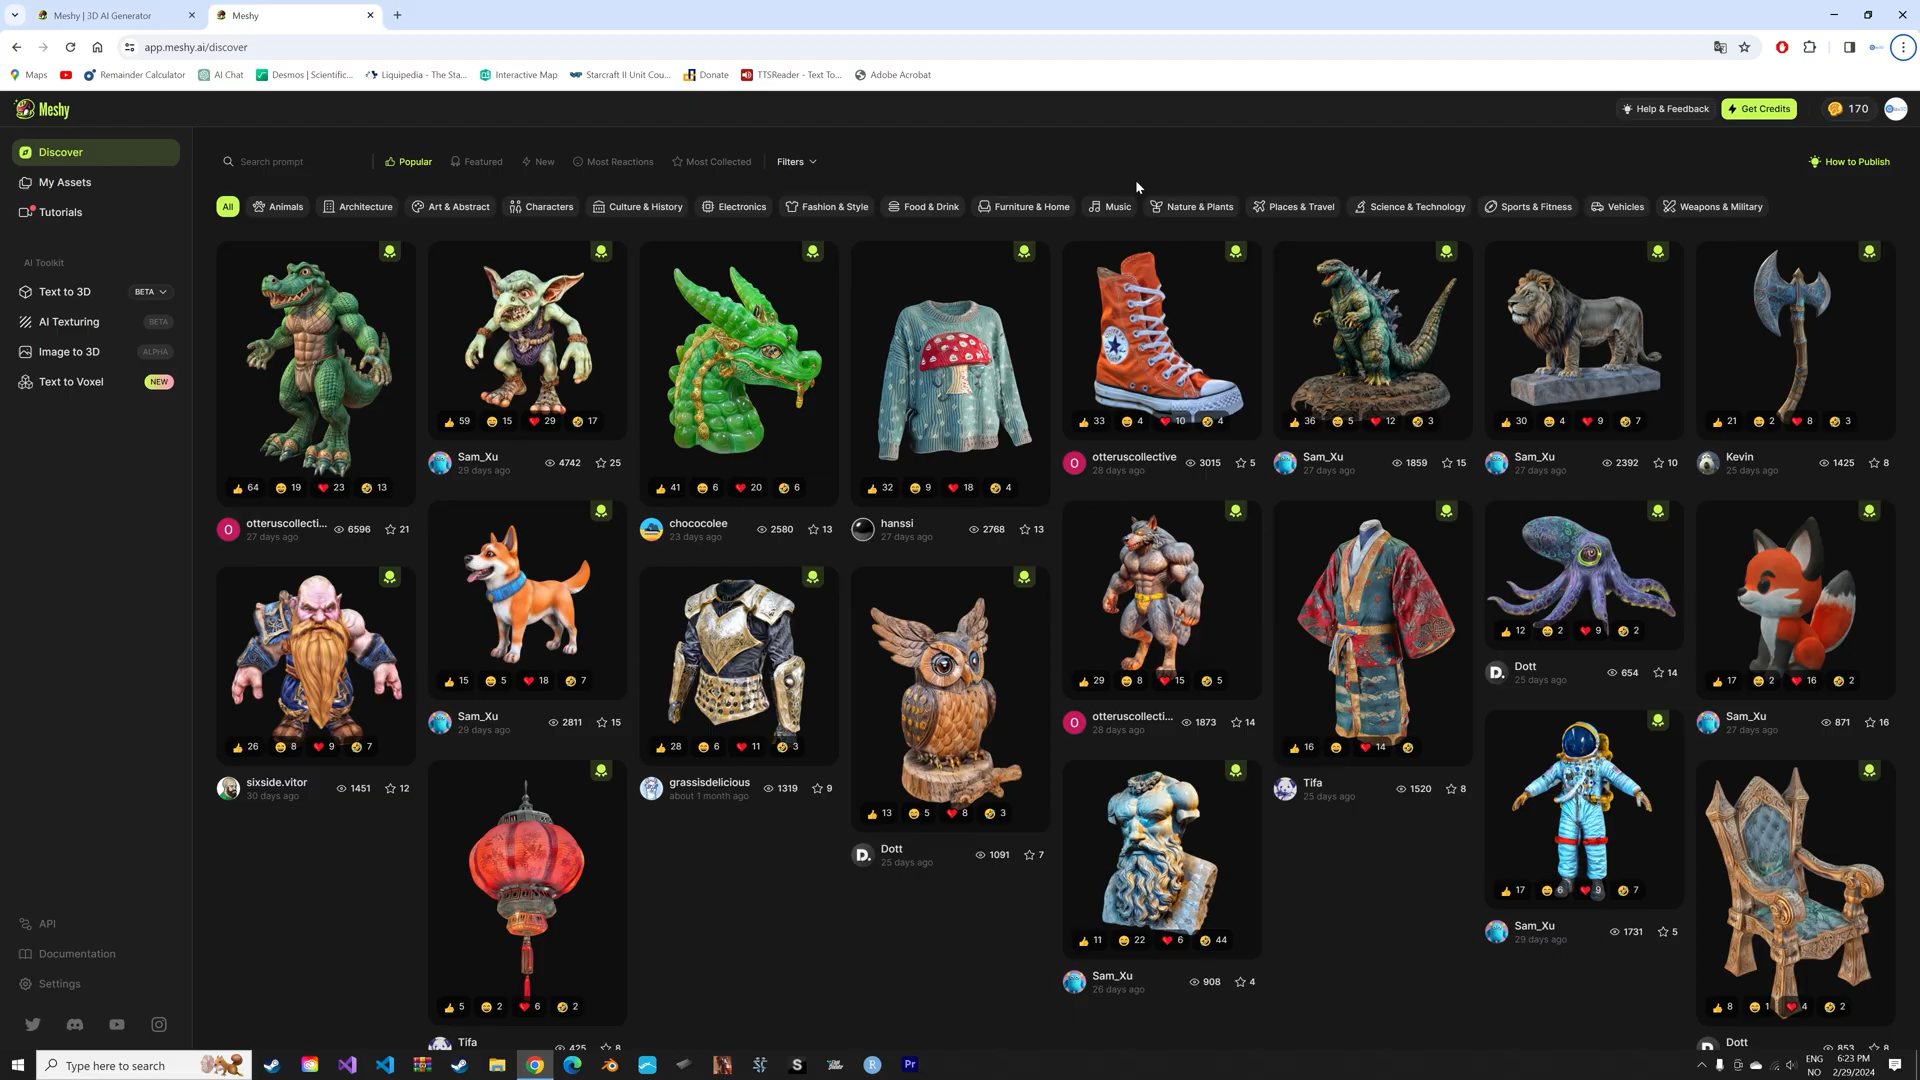 Meshy | 3D AI Generator
Meshy
app.meshy.ai/discover
Maps
Remainder Calculator
AI Chat
Desmos | Scientific...
Liquipedia - The Sta...
Interactive Map
Starcraft II Unit Cou...
Donate
TTSReader - Text To...
Adobe Acrobat
Meshy
Help & Feedback
Get Credits
170
Discover
My Assets
Tutorials
AI Toolkit
Text to 3D BETA
AI Texturing BETA
Image to 3D ALPHA
Text to Voxel NEW
API
Documentation
Settings
Search prompt
Popular
Featured
New
Most Reactions
Most Collected
Filters
How to Publish
All
Animals
Architecture
Art & Abstract
Characters
Culture & History
Electronics
Fashion & Style
Food & Drink
Furniture & Home
Music
Nature & Plants
Places & Travel
Science & Technology
Sports & Fitness
Vehicles
Weapons & Military
64 19 23 13
O otteruscollecti... 6596 21
27 days ago
26 8 9 7
sixside.vitor 1451 12
30 days ago
59 15 29 17
Sam_Xu 4742 25
29 days ago
15 5 18 7
Sam_Xu 2811 15
29 days ago
5 2 6 2
Tifa 425 8
41 6 20 6
chococolee 2580 13
23 days ago
28 6 11 3
grassisdelicious 1319 9
about 1 month ago
32 9 18 4
hanssi 2768 13
27 days ago
13 5 8 3
D. Dott 1091 7
25 days ago
33 4 10 4
O otteruscollective 3015 5
28 days ago
29 8 15 5
O otteruscollecti... 1873 14
28 days ago
11 22 6 44
Sam_Xu 908 4
26 days ago
36 5 12 3
Sam_Xu 1859 15
27 days ago
16 14
Tifa 1520 8
25 days ago
30 4 9 7
Sam_Xu 2392 10
27 days ago
12 2 9 2
D. Dott 654 14
25 days ago
17 6 9 7
Sam_Xu 1731 5
29 days ago
21 2 8 3
Kevin 1425 8
25 days ago
17 2 16 2
Sam_Xu 871 16
27 days ago
8 1 4 2
D. Dott 853 8
Type here to search
S
R
Pr
ENG
NO
6:23 PM
2/29/2024